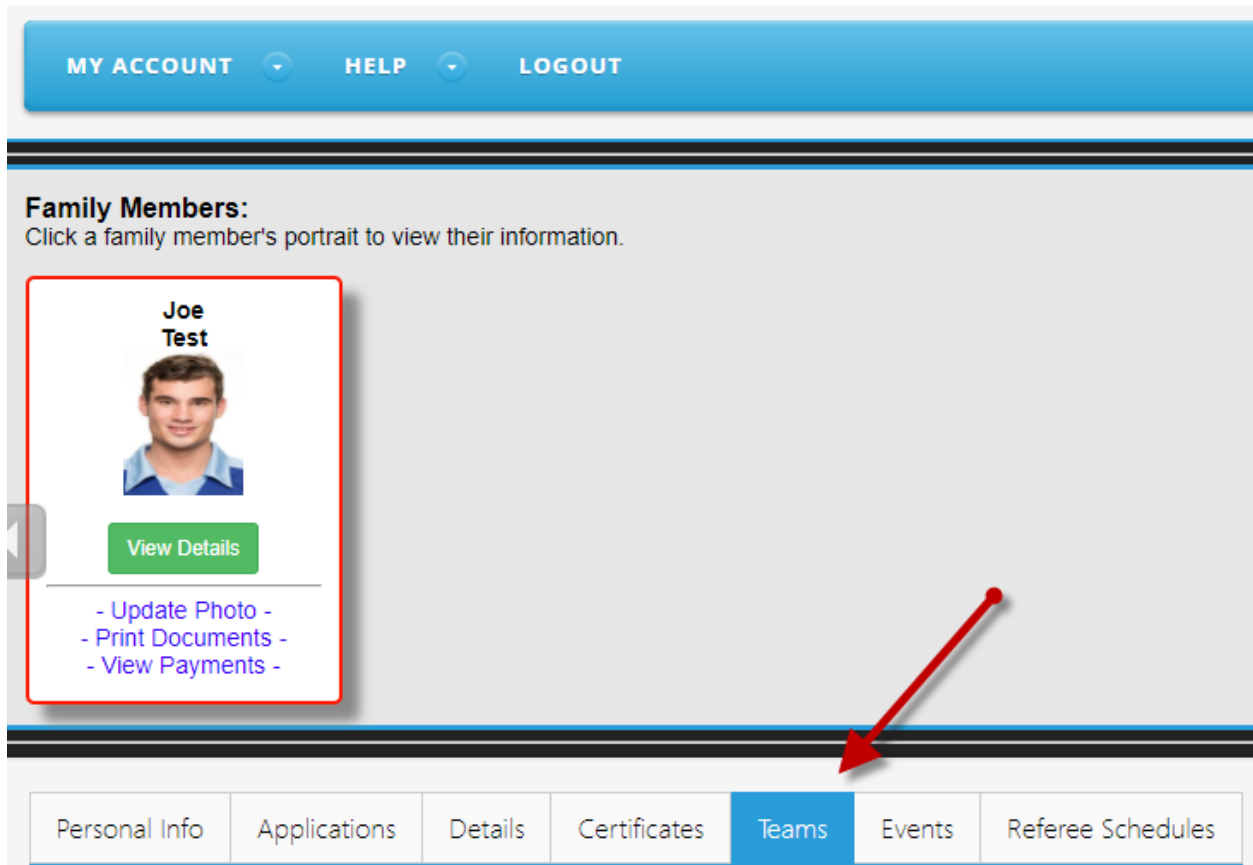 MY ACCOUNT HELP LOGOUT
Family Members:
Click a family member's portrait to view their information.
Joe
Test
View Details
- Update Photo -
- Print Documents -
- View Payments -
Personal Info Applications Details Certificates Teams Events Referee Schedules